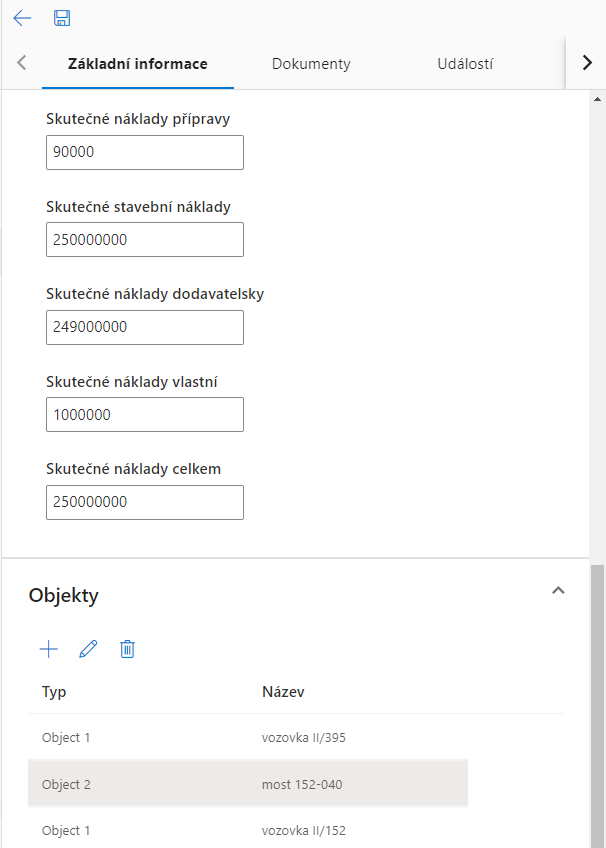 Základní informace Dokumenty Událostí
Skutečné náklady přípravy
90000
Skutečné stavební náklady
250000000
Skutečné náklady dodavatelsky
249000000
Skutečné náklady vlastní
1000000
Skutečné náklady celkem
250000000
Objekty
Typ Název
Object 1 vozovka II/395
Object 2 most 152-040
Object 1 vozovka II/152